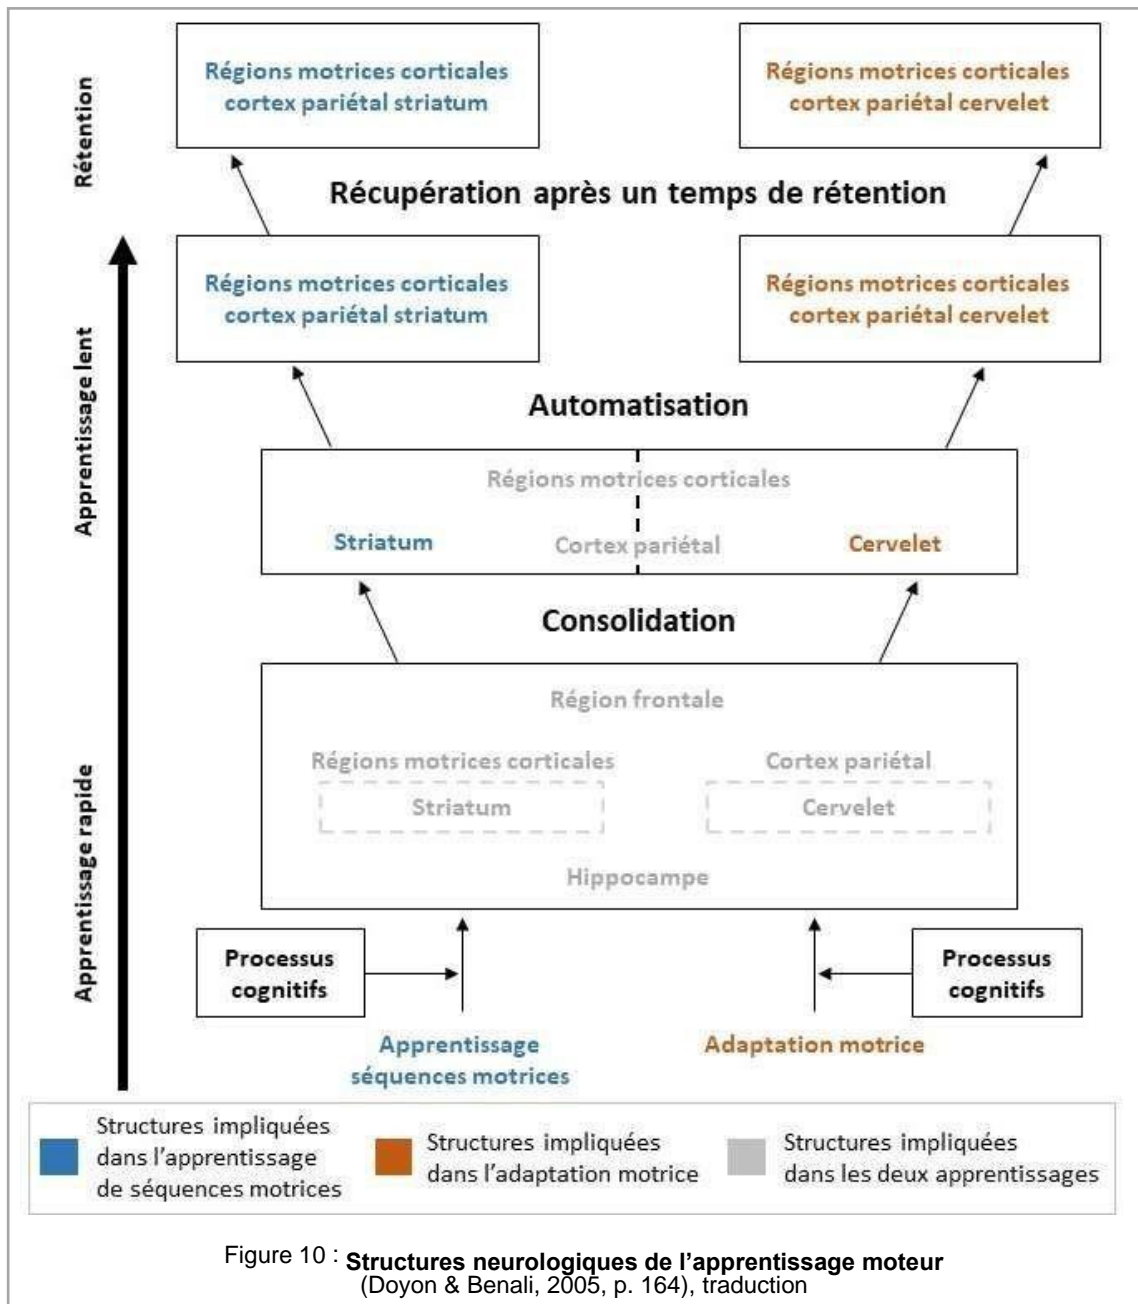 Rétention
Régions motrices corticales
cortex pariétal striatum
Régions motrices corticales
cortex pariétal cervelet
Récupération après un temps de rétention
Apprentissage lent
Régions motrices corticales
cortex pariétal striatum
Régions motrices corticales
cortex pariétal cervelet
Automatisation
Régions motrices corticales
Striatum
Cortex pariétal
Cervelet
Consolidation
Apprentissage rapide
Région frontale
Régions motrices corticales
Cortex pariétal
Striatum
Cervelet
Hippocampe
Processus
cognitifs
Processus
cognitifs
Apprentissage
séquences motrices
Adaptation motrice
Structures impliquées
dans l'apprentissage
de séquences motrices
Structures impliquées
dans l'adaptation motrice
Structures impliquées
dans les deux apprentissages
Figure 10 : Structures neurologiques de l'apprentissage moteur
(Doyon & Benali, 2005, p. 164), traduction